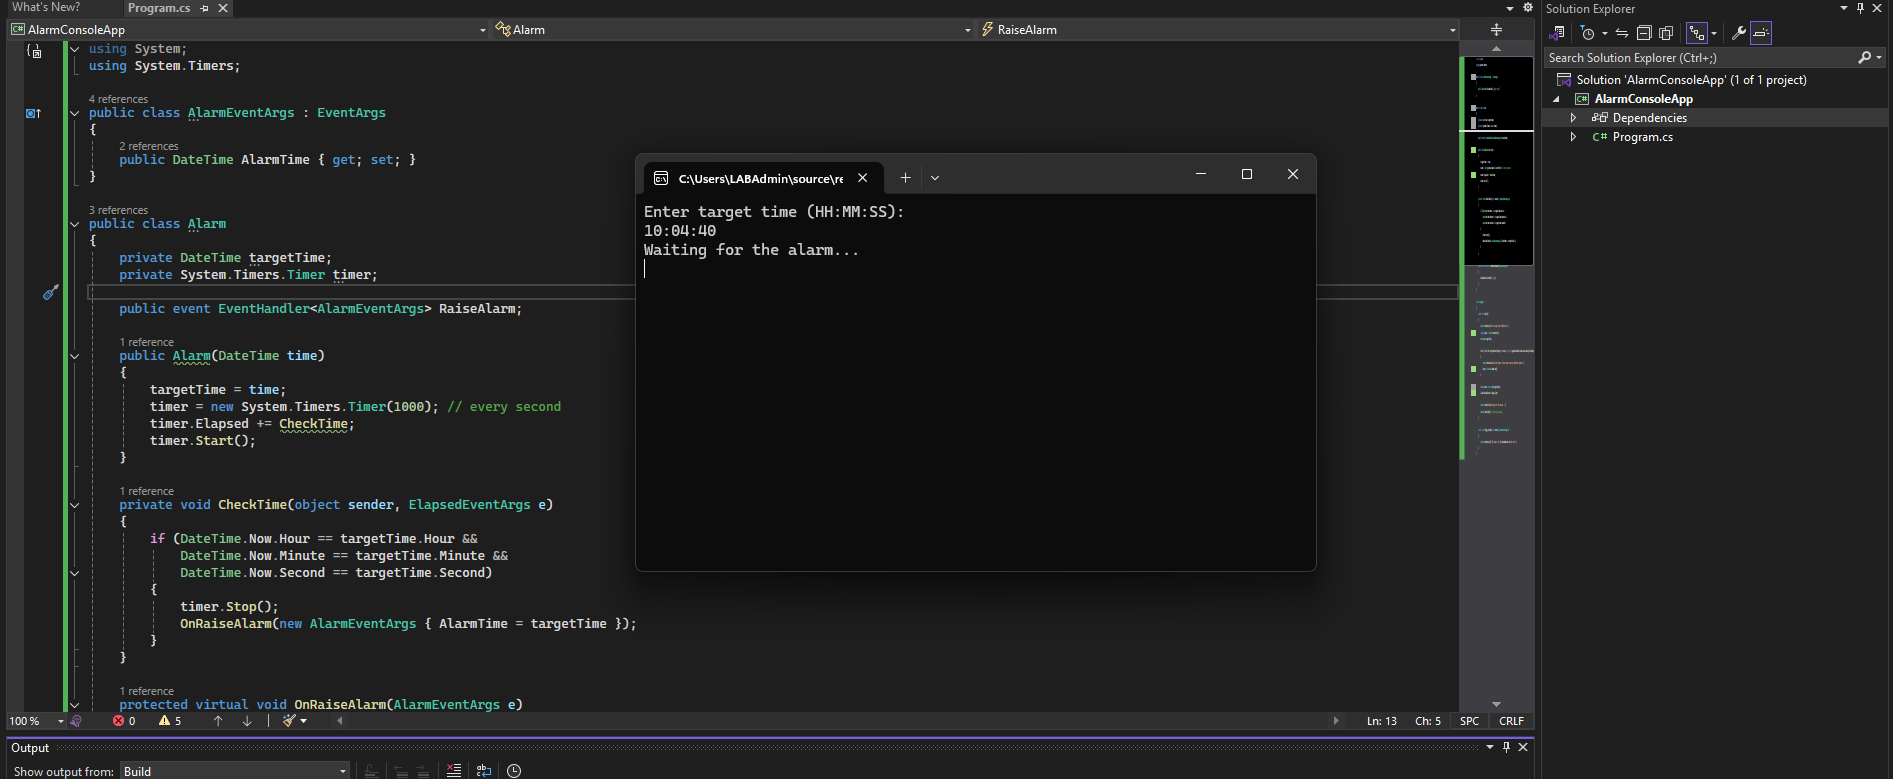 What's New?
Program.cs
AlarmConsoleApp
Alarm
RaiseAlarm
using System;
using System.Timers;
4 references
public class AlarmEventArgs : EventArgs
{
2 references
public DateTime AlarmTime { get; set; }
}
3 references
public class Alarm
{
private DateTime targetTime;
private System.Timers.Timer timer;
public event EventHandler<AlarmEventArgs> RaiseAlarm;
1 reference
public Alarm(DateTime time)
{
targetTime = time;
timer = new System.Timers.Timer(1000); // every second
timer.Elapsed += CheckTime;
timer.Start();
}
1 reference
private void CheckTime(object sender, ElapsedEventArgs e)
{
if (DateTime.Now.Hour == targetTime.Hour &&
DateTime.Now.Minute == targetTime.Minute &&
DateTime.Now.Second == targetTime.Second)
{
timer.Stop();
OnRaiseAlarm(new AlarmEventArgs { AlarmTime = targetTime });
}
}
1 reference
protected virtual void OnRaiseAlarm(AlarmEventArgs e)
C:\Users\LABAdmin\source\re
Enter target time (HH:MM:SS):
10:04:40
Waiting for the alarm...
100 %
0
5
Ln: 13
Ch: 5
SPC
CRLF
Output
Show output from:
Build
Solution Explorer
Search Solution Explorer (Ctrl+;)
Solution 'AlarmConsoleApp' (1 of 1 project)
C# AlarmConsoleApp
Dependencies
C# Program.cs